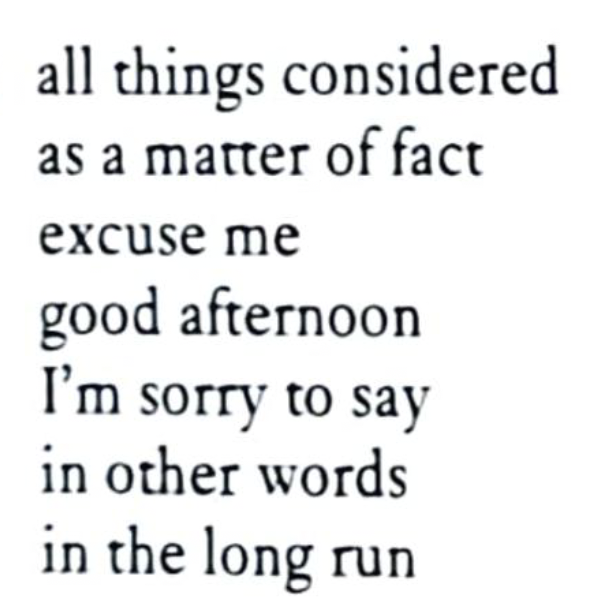 all things considered
as a matter of fact
excuse me
good afternoon
I'm sorry to say
in other words
in the long run